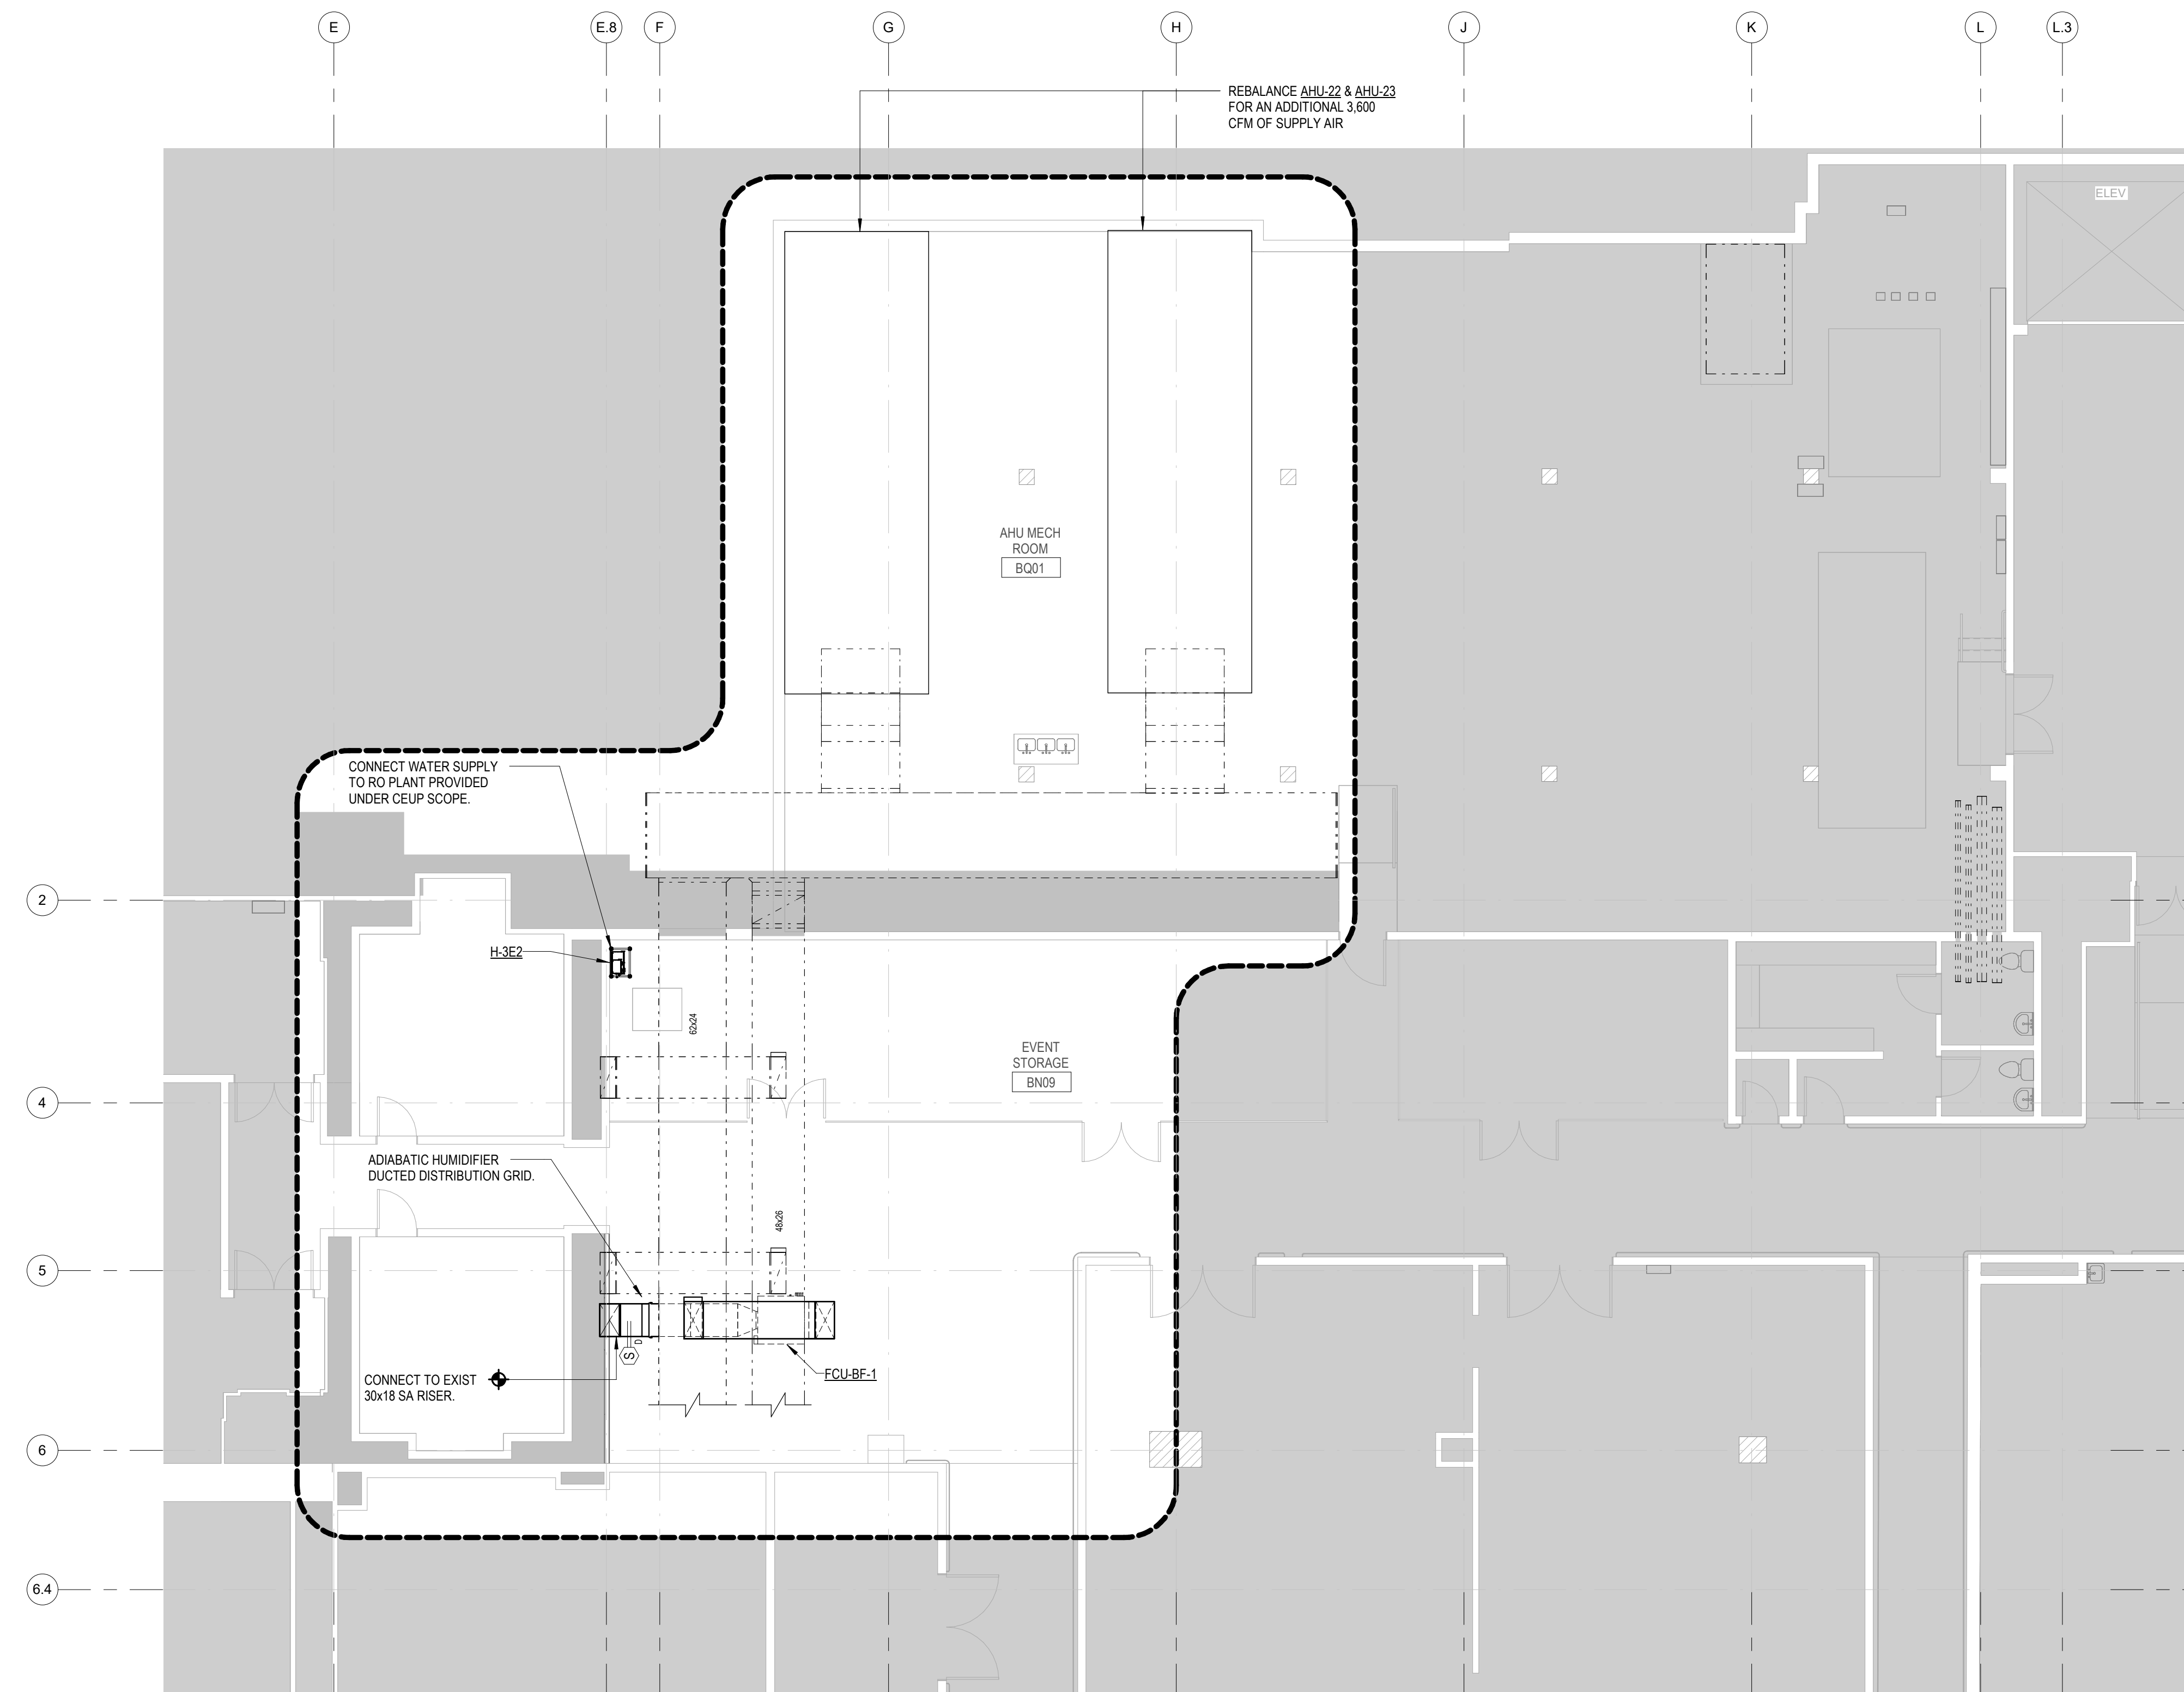 E
E.8
F
G
H
J
K
L
L.3
REBALANCE AHU-22 & AHU-23
FOR AN ADDITIONAL 3,600
CFM OF SUPPLY AIR
ELEV
AHU MECH
ROOM
BQ01
CONNECT WATER SUPPLY
TO RO PLANT PROVIDED
UNDER CEUP SCOPE.
2
H-3E2
62x24
EVENT
STORAGE
BN09
4
ADIABATIC HUMIDIFIER
DUCTED DISTRIBUTION GRID.
48x26
5
S
D
FCU-BF-1
CONNECT TO EXIST
30x18 SA RISER.
6
6.4